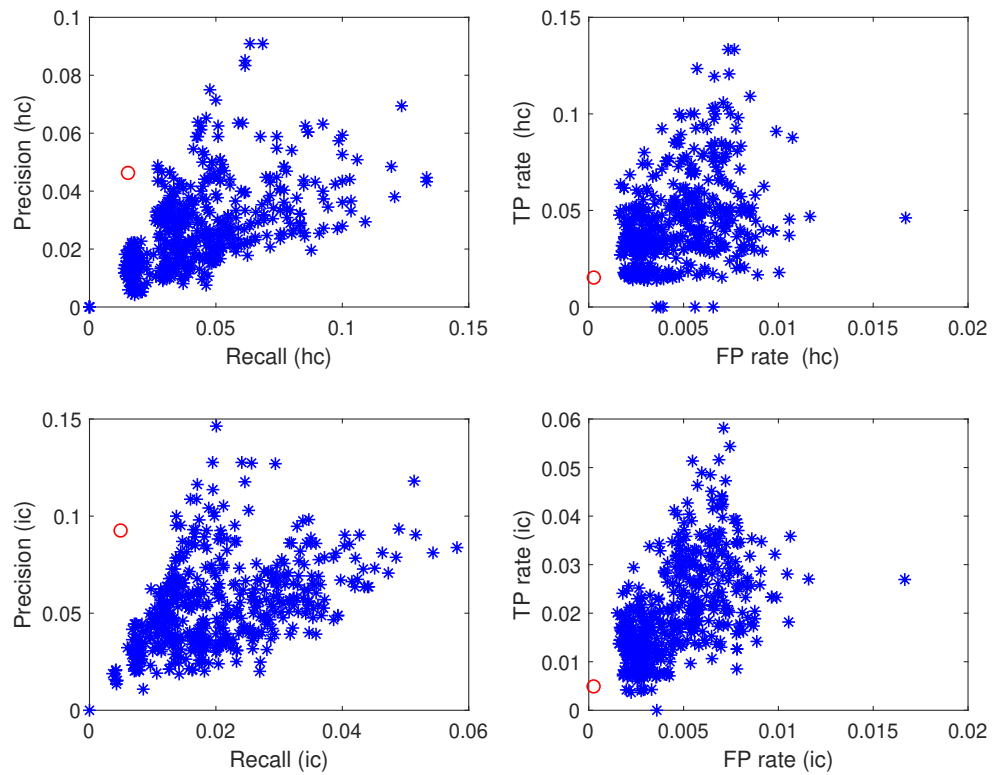 0.1
0.08
0.06
0.04
0.02
0
0 0.05 0.1 0.15
Precision (hc)
Recall (hc)
0.15
0.1
0.05
0
0 0.005 0.01 0.015 0.02
TP rate (hc)
FP rate (hc)
0.15
0.1
0.05
0
0 0.02 0.04 0.06
Precision (ic)
Recall (ic)
0.06
0.05
0.04
0.03
0.02
0.01
0
0 0.005 0.01 0.015 0.02
TP rate (ic)
FP rate (ic)